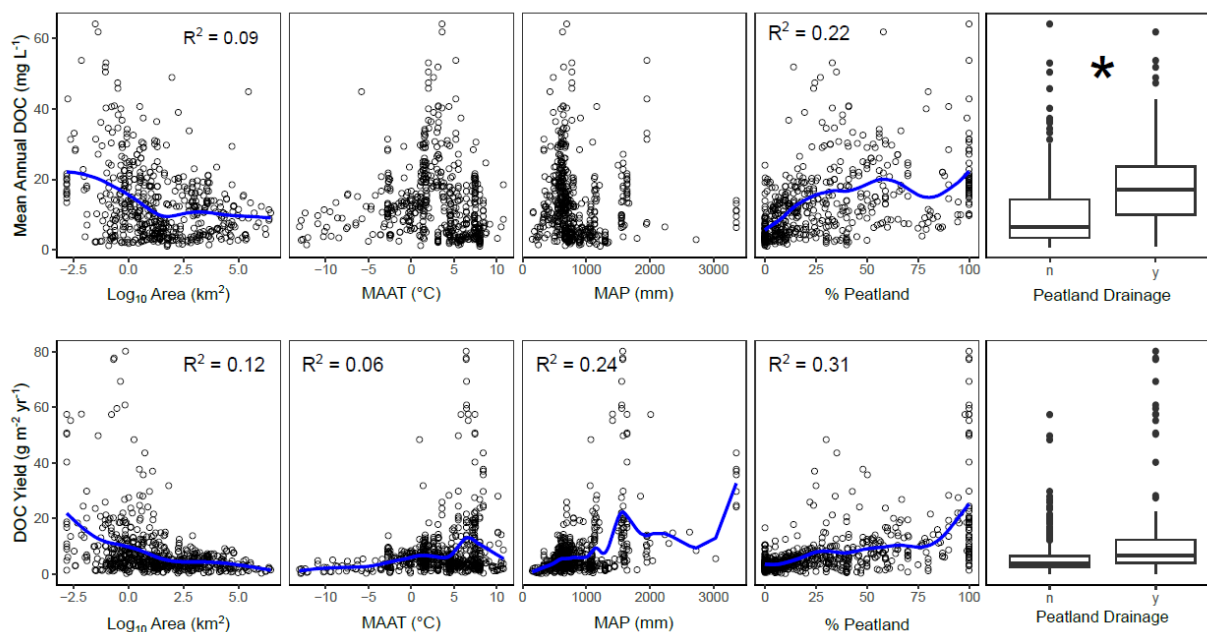 R² = 0.09
R² = 0.22
*
Mean Annual DOC (mg L⁻¹)
60
40
20
0
−2.5 0.0 2.5 5.0
−10 −5 0 5 10
1000 2000 3000
0 25 50 75 100
n y
Log₁₀ Area (km²)
MAAT (°C)
MAP (mm)
% Peatland
Peatland Drainage
R² = 0.12
R² = 0.06
R² = 0.24
R² = 0.31
DOC Yield (g m⁻² yr⁻¹)
80
60
40
20
0
−2.5 0.0 2.5 5.0
−10 −5 0 5 10
0 1000 2000 3000
0 25 50 75 100
n y
Log₁₀ Area (km²)
MAAT (°C)
MAP (mm)
% Peatland
Peatland Drainage